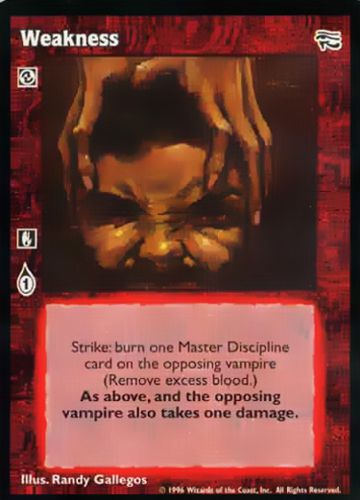 Weakness
1
Strike: burn one Master Discipline
card on the opposing vampire
(Remove excess blood.)
As above, and the opposing
vampire also takes one damage.
Illus. Randy Gallegos
© 1996 Wizards of the Coast, Inc. All Rights Reserved.